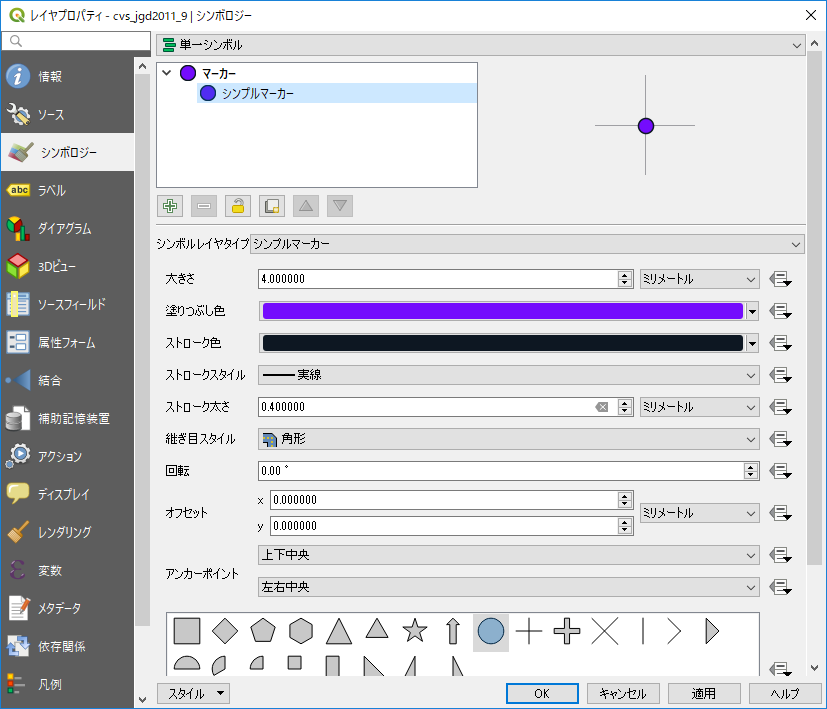 レイヤプロパティ - cvs_jgd2011_9 | シンボロジー
情報
ソース
シンボロジー
abc ラベル
ダイアグラム
3Dビュー
ソースフィールド
属性フォーム
結合
補助記憶装置
アクション
ディスプレイ
レンダリング
変数
メタデータ
依存関係
凡例
単一シンボル
マーカー
シンプルマーカー
シンボルレイヤタイプ シンプルマーカー
大きさ 4.000000 ミリメートル
塗りつぶし色
ストローク色
ストロークスタイル 実線
ストローク太さ 0.400000 ミリメートル
継ぎ目スタイル 角形
回転 0.00 °
オフセット x 0.000000 ミリメートル
y 0.000000
アンカーポイント 上下中央
左右中央
スタイル OK キャンセル 適用 ヘルプ